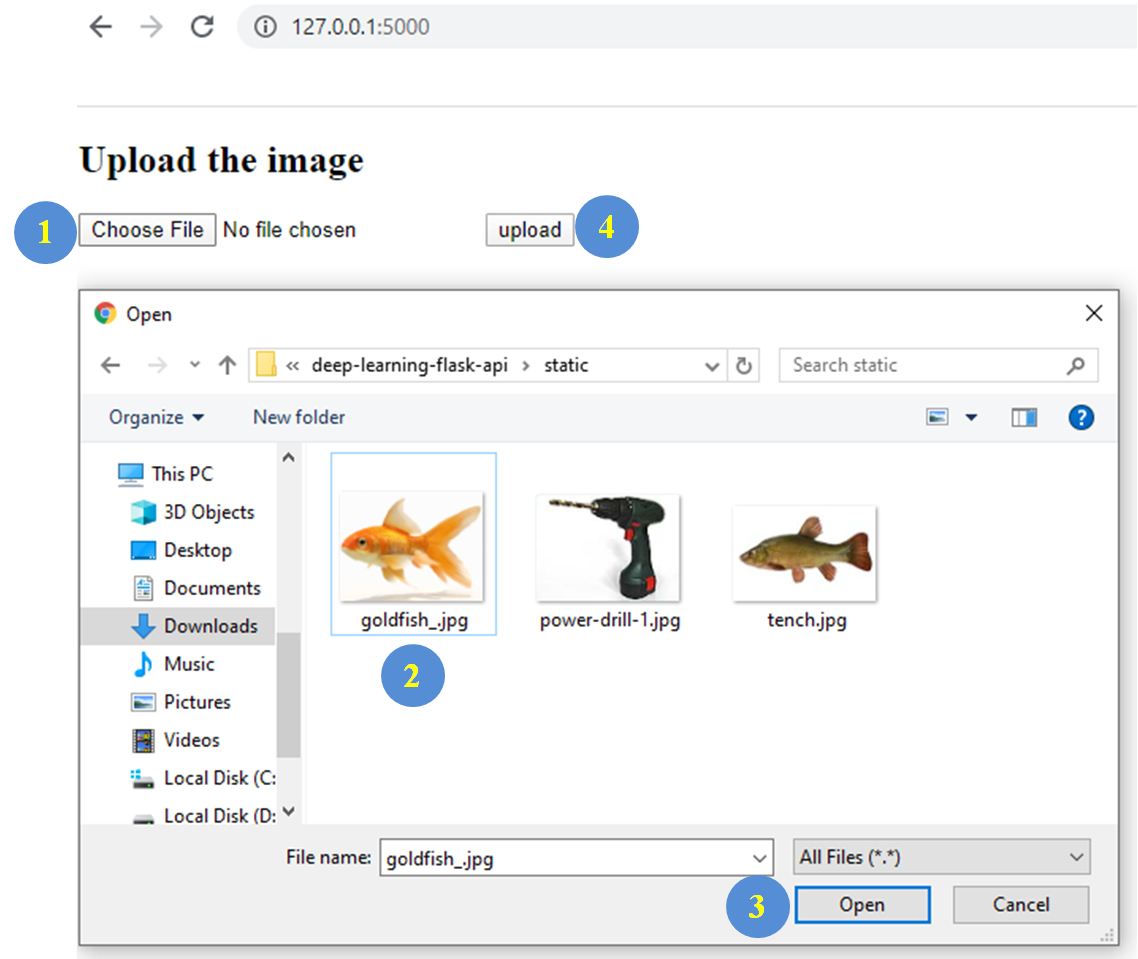 127.0.0.1:5000
Upload the image
1 Choose File No file chosen upload 4
Open
« deep-learning-flask-api › static Search static
Organize New folder ?
This PC
3D Objects
Desktop
Documents
Downloads
Music
Pictures
Videos
Local Disk (C:
Local Disk (D:
goldfish_.jpg power-drill-1.jpg tench.jpg
2
File name: goldfish_.jpg All Files (*.*)
3 Open Cancel